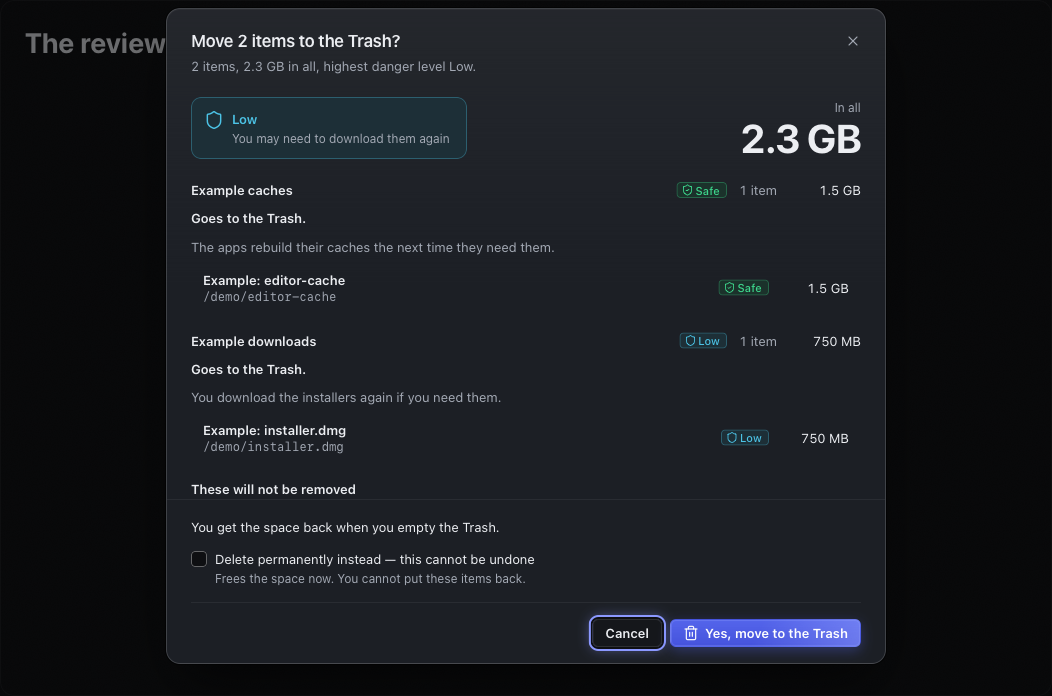 The review
Move 2 items to the Trash?
2 items, 2.3 GB in all, highest danger level Low.
Low
You may need to download them again
In all
2.3 GB
Example caches
Safe
1 item
1.5 GB
Goes to the Trash.
The apps rebuild their caches the next time they need them.
Example: editor-cache
/demo/editor-cache
Safe
1.5 GB
Example downloads
Low
1 item
750 MB
Goes to the Trash.
You download the installers again if you need them.
Example: installer.dmg
/demo/installer.dmg
Low
750 MB
These will not be removed
You get the space back when you empty the Trash.
Delete permanently instead — this cannot be undone
Frees the space now. You cannot put these items back.
Cancel
Yes, move to the Trash